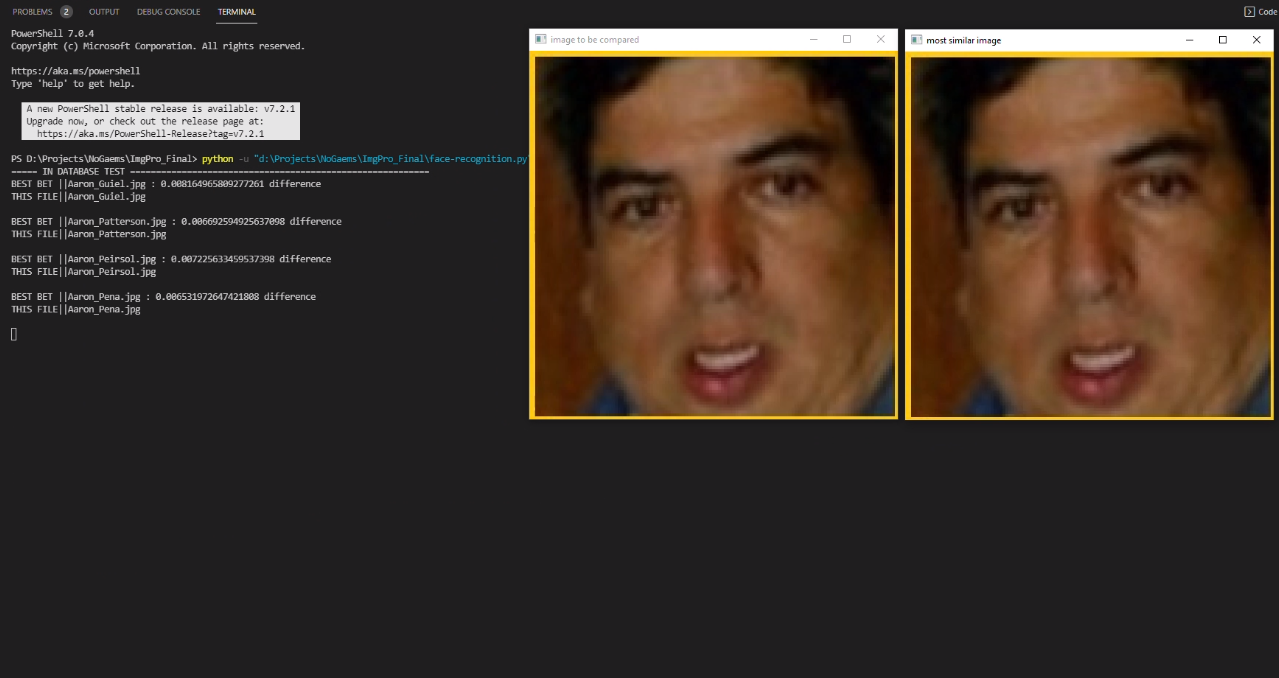 PROBLEMS 2 OUTPUT DEBUG CONSOLE TERMINAL
Code
PowerShell 7.0.4
Copyright (c) Microsoft Corporation. All rights reserved.
https://aka.ms/powershell
Type 'help' to get help.
A new PowerShell stable release is available: v7.2.1
Upgrade now, or check out the release page at:
https://aka.ms/PowerShell-Release?tag=v7.2.1
PS D:\Projects\NoGaems\ImgPro_Final> python -u "d:\Projects\NoGaems\ImgPro_Final\face-recognition.py
----- IN DATABASE TEST --------------------------------------------------------
BEST BET ||Aaron_Guiel.jpg : 0.008164965809277261 difference
THIS FILE||Aaron_Guiel.jpg
BEST BET ||Aaron_Patterson.jpg : 0.006692594925637098 difference
THIS FILE||Aaron_Patterson.jpg
BEST BET ||Aaron_Peirsol.jpg : 0.007225633459537398 difference
THIS FILE||Aaron_Peirsol.jpg
BEST BET ||Aaron_Pena.jpg : 0.006531972647421808 difference
THIS FILE||Aaron_Pena.jpg
image to be compared
most similar image